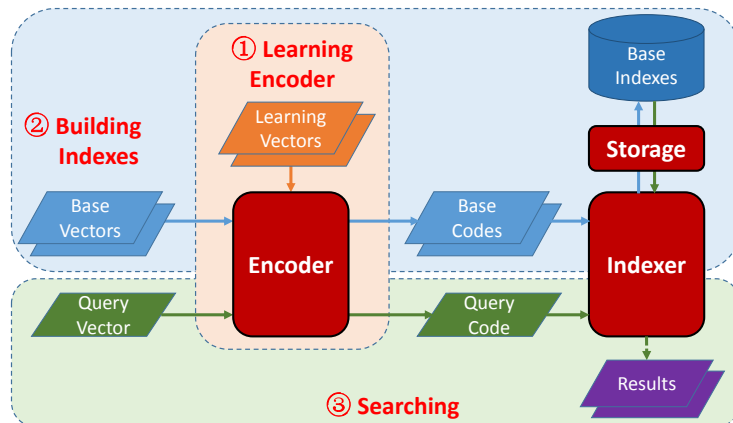 ① Learning
Encoder
Base
Indexes
② Building
Indexes
Learning
Vectors
Storage
Base
Vectors
Encoder
Base
Codes
Indexer
Query
Vector
Query
Code
Results
③ Searching